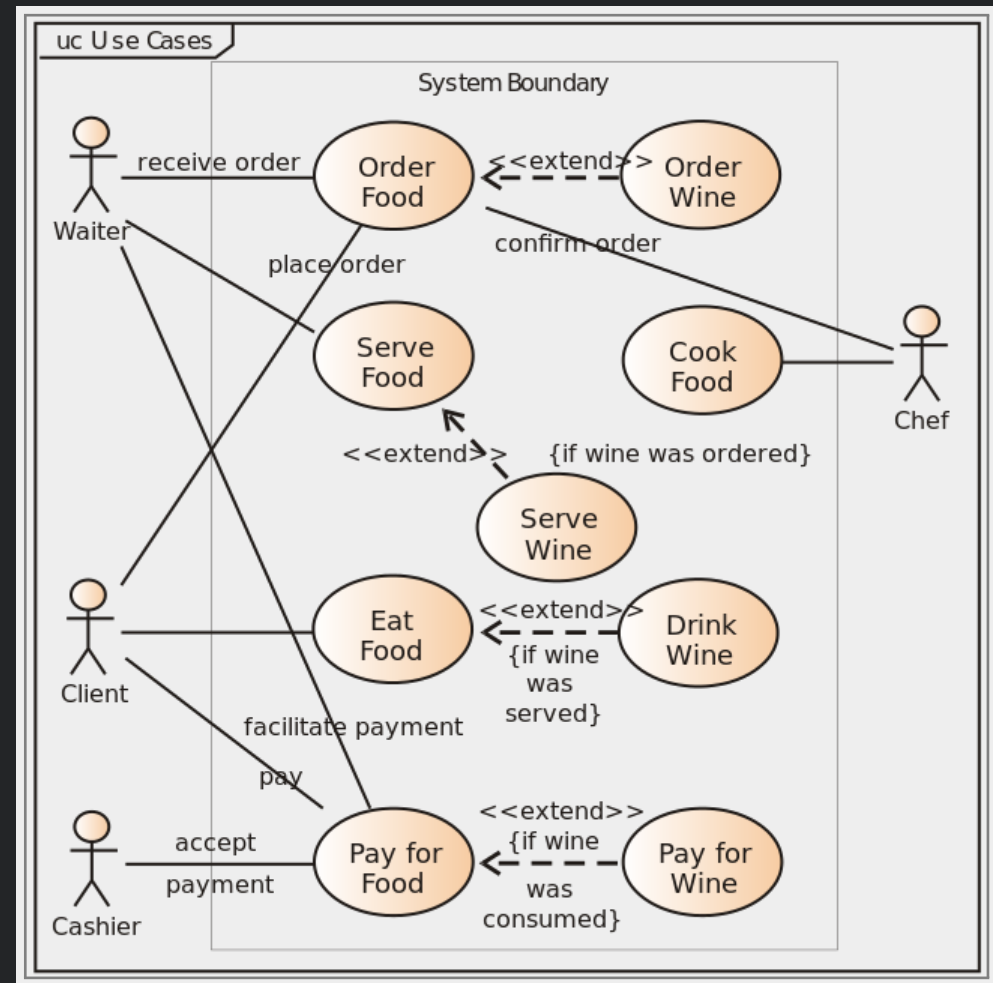 uc Use Cases
System Boundary
receive order
Order
Food
<<extend>>
Order
Wine
Waiter
confirm order
place order
Serve
Food
Cook
Food
Chef
<<extend>>
{if wine was ordered}
Serve
Wine
Eat
Food
<<extend>>
{if wine
was
served}
Drink
Wine
Client
facilitate payment
pay
accept
payment
Cashier
Pay for
Food
<<extend>>
{if wine
was
consumed}
Pay for
Wine